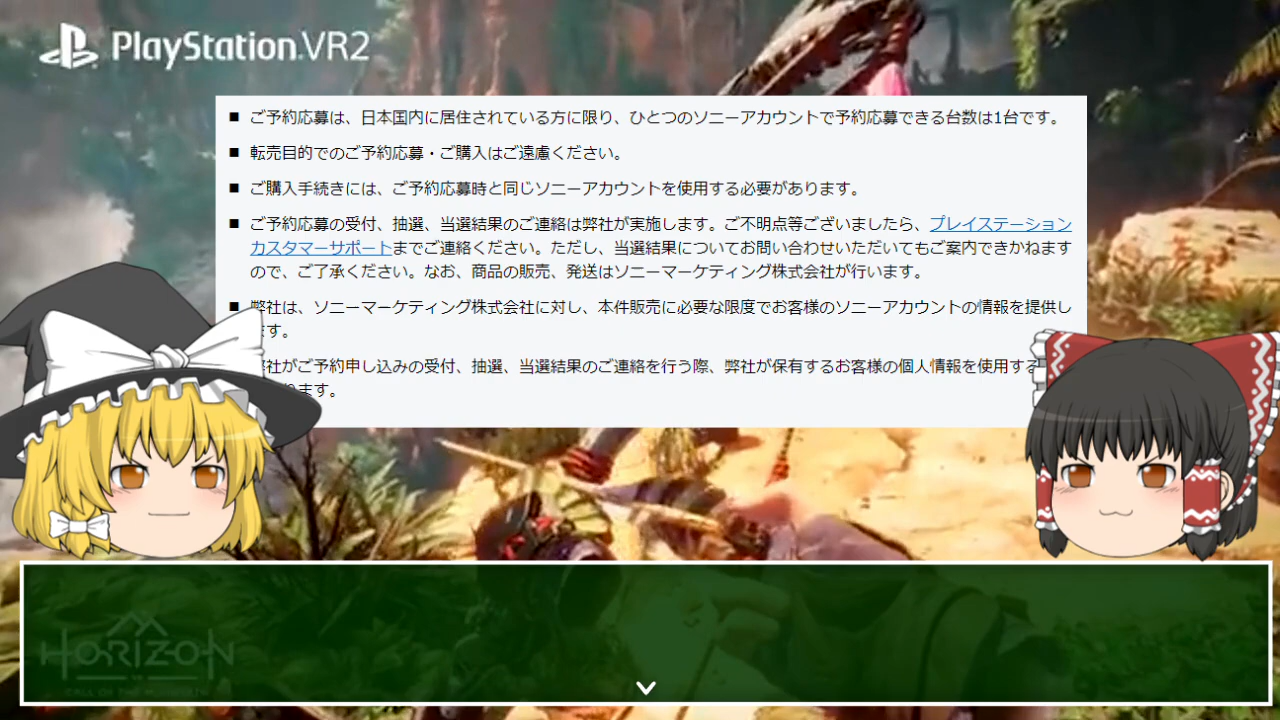 PlayStation.VR2
■ ご予約応募は、日本国内に居住されている方に限り、ひとつのソニーアカウントで予約応募できる台数は1台です。
■ 転売目的でのご予約応募・ご購入はご遠慮ください。
■ ご購入手続きには、ご予約応募時と同じソニーアカウントを使用する必要があります。
■ ご予約応募の受付、抽選、当選結果のご連絡は弊社が実施します。ご不明点等ございましたら、プレイステーション
カスタマーサポートまでご連絡ください。ただし、当選結果についてお問い合わせいただいてもご案内できかねます
ので、ご了承ください。なお、商品の販売、発送はソニーマーケティング株式会社が行います。
■ 弊社は、ソニーマーケティング株式会社に対し、本件販売に必要な限度でお客様のソニーアカウントの情報を提供し
ます。
社がご予約申し込みの受付、抽選、当選結果のご連絡を行う際、弊社が保有するお客様の個人情報を使用する
ます。
HORIZON
CALL OF THE MOUNTAIN